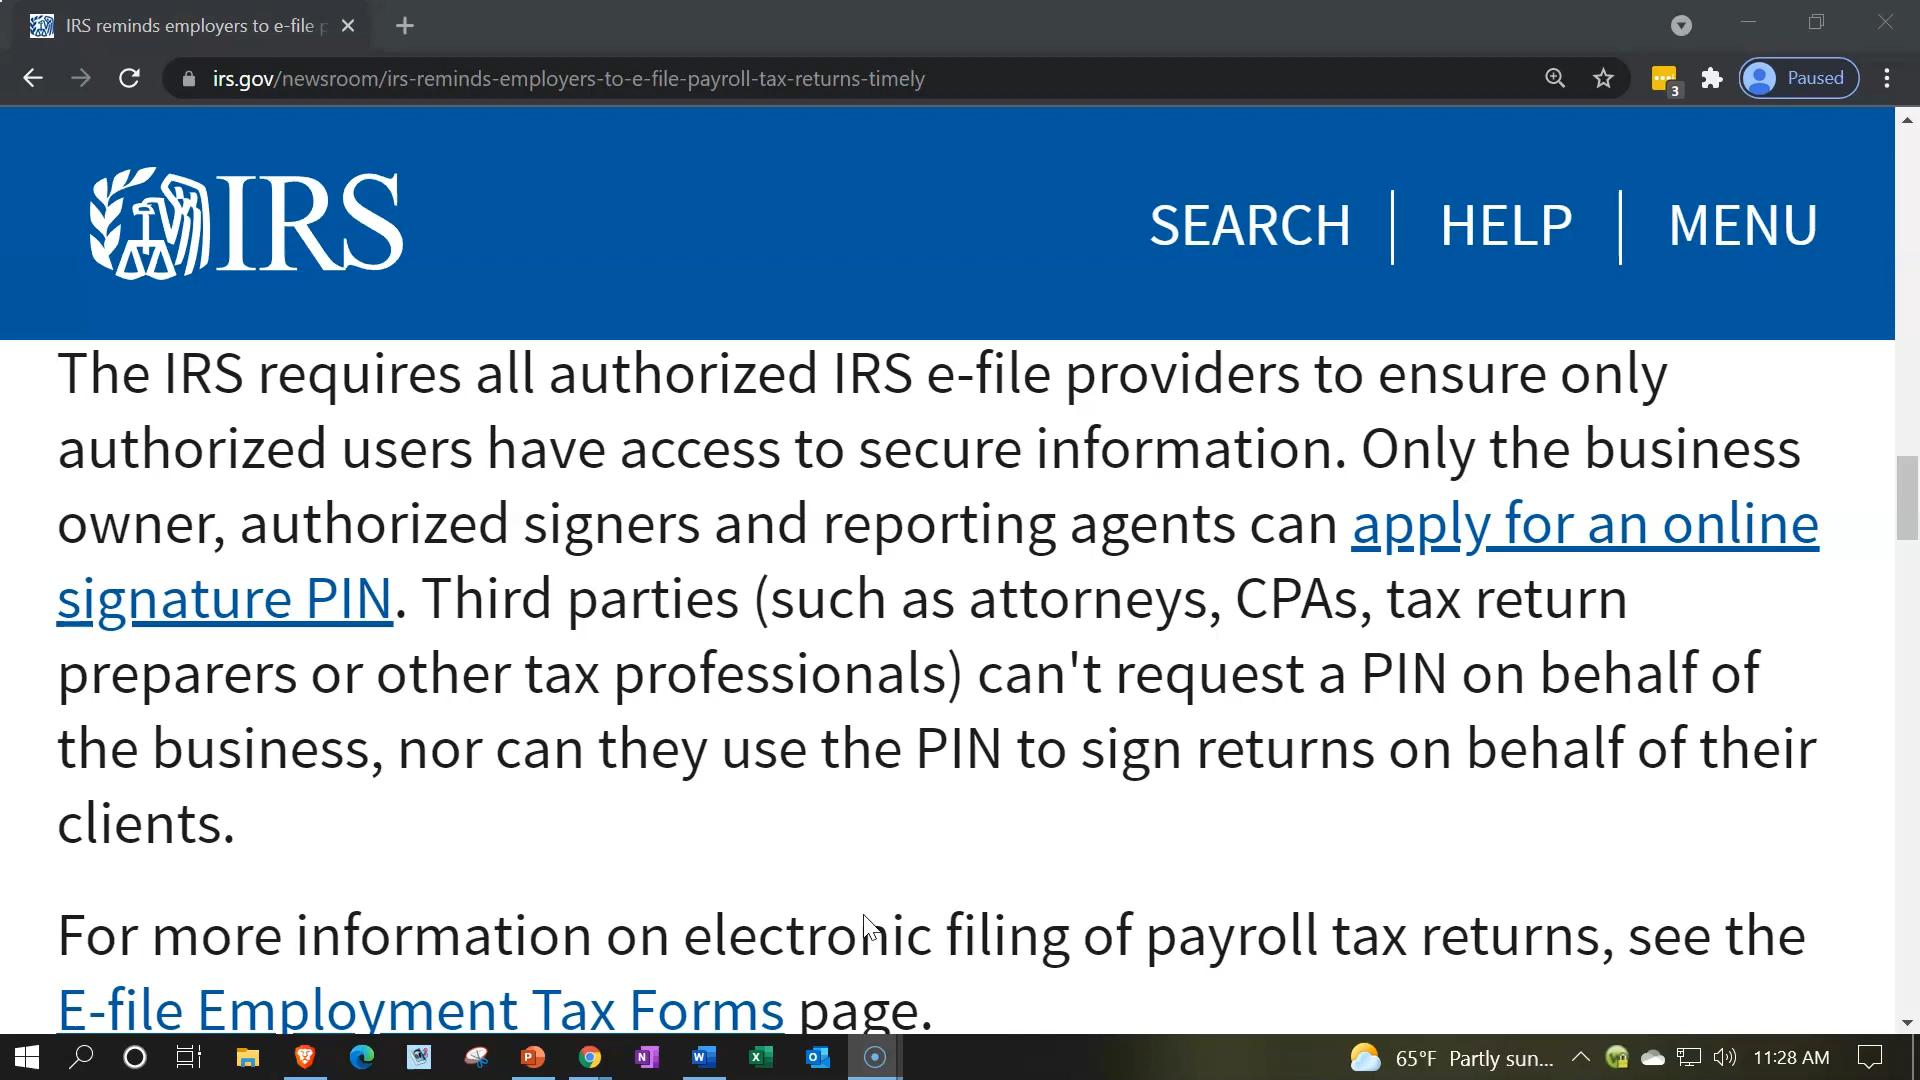 IRS reminds employers to e-file p
irs.gov/newsroom/irs-reminds-employers-to-e-file-payroll-tax-returns-timely
3
Paused
IRS
SEARCH
HELP
MENU
The IRS requires all authorized IRS e-file providers to ensure only
authorized users have access to secure information. Only the business
owner, authorized signers and reporting agents can apply for an online
signature PIN. Third parties (such as attorneys, CPAs, tax return
preparers or other tax professionals) can't request a PIN on behalf of
the business, nor can they use the PIN to sign returns on behalf of their
clients.
For more information on electronic filing of payroll tax returns, see the
E-file Employment Tax Forms page.
65°F Partly sun...
11:28 AM